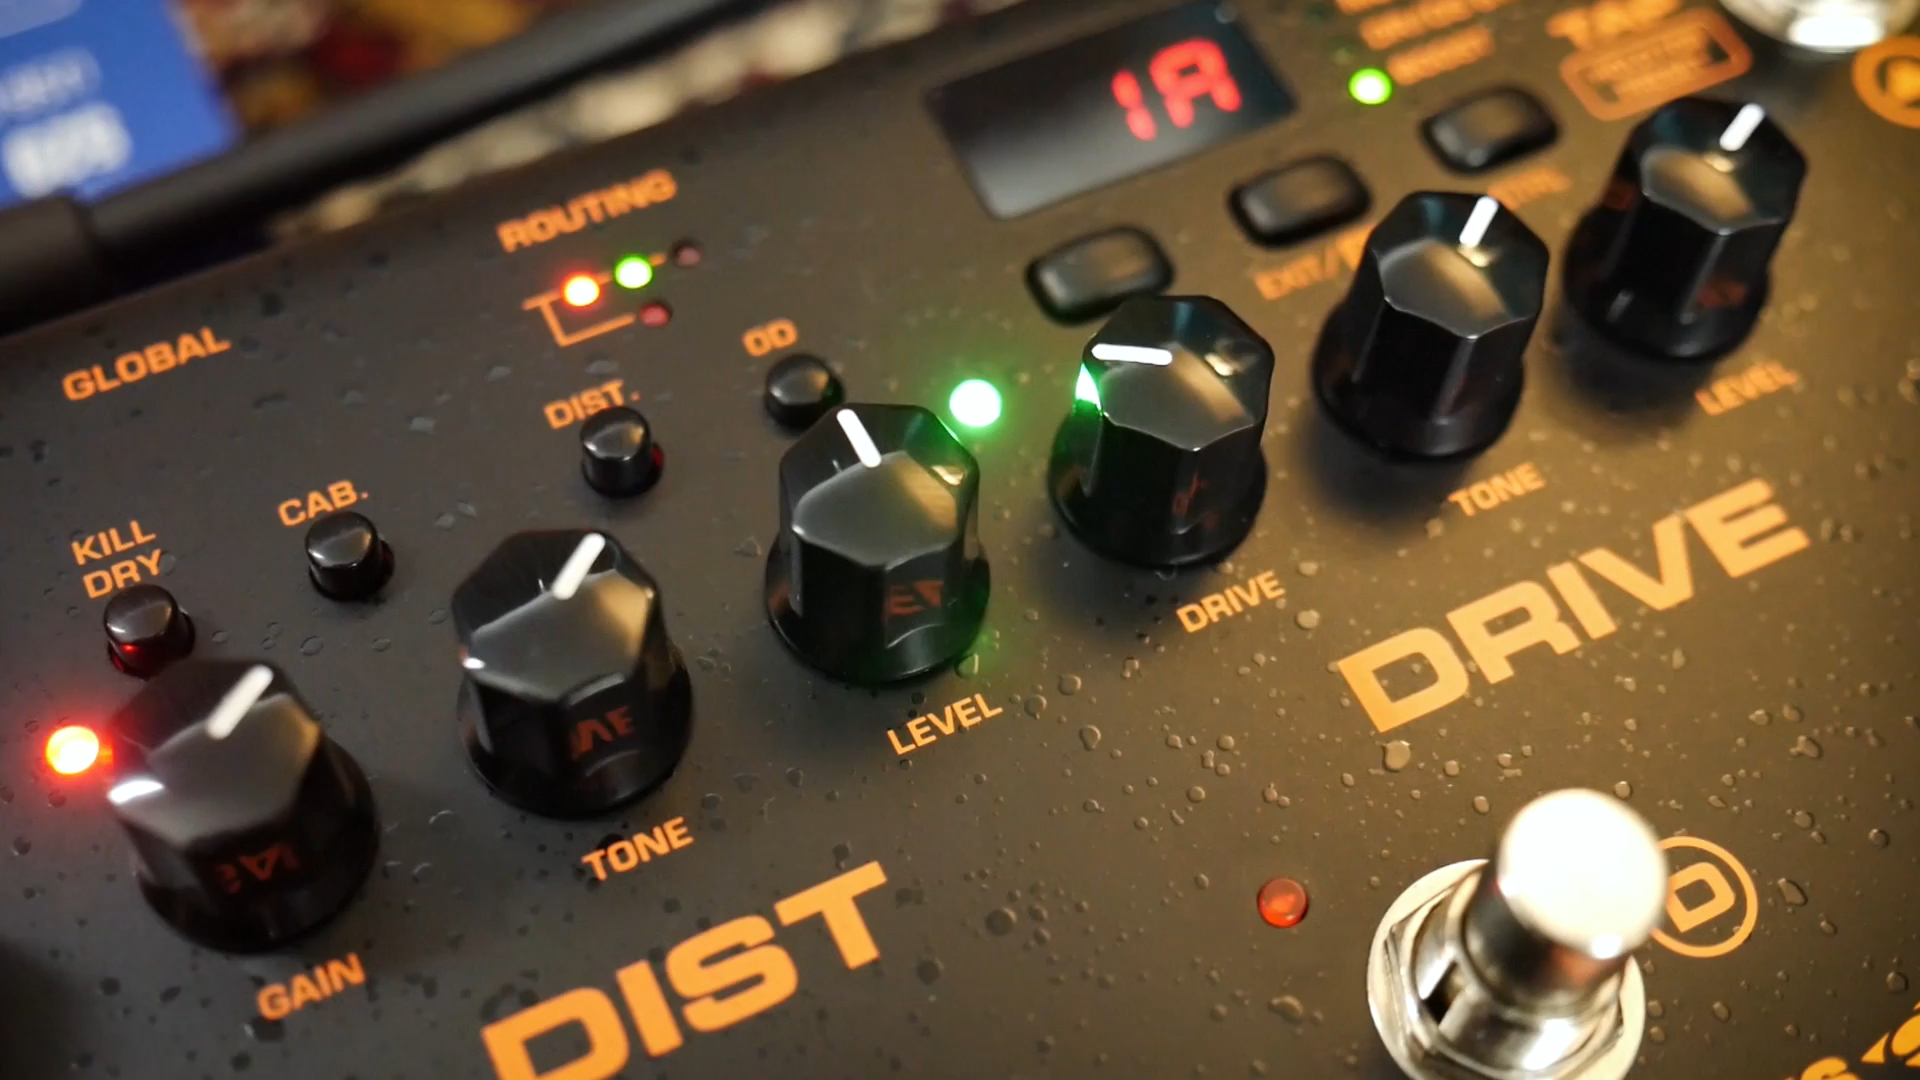 1A
ROUTING
GLOBAL
OD
DIST.
CAB.
KILL
DRY
LEVEL
TONE
DRIVE
DRIVE
LEVEL
TONE
GAIN
DIST
D